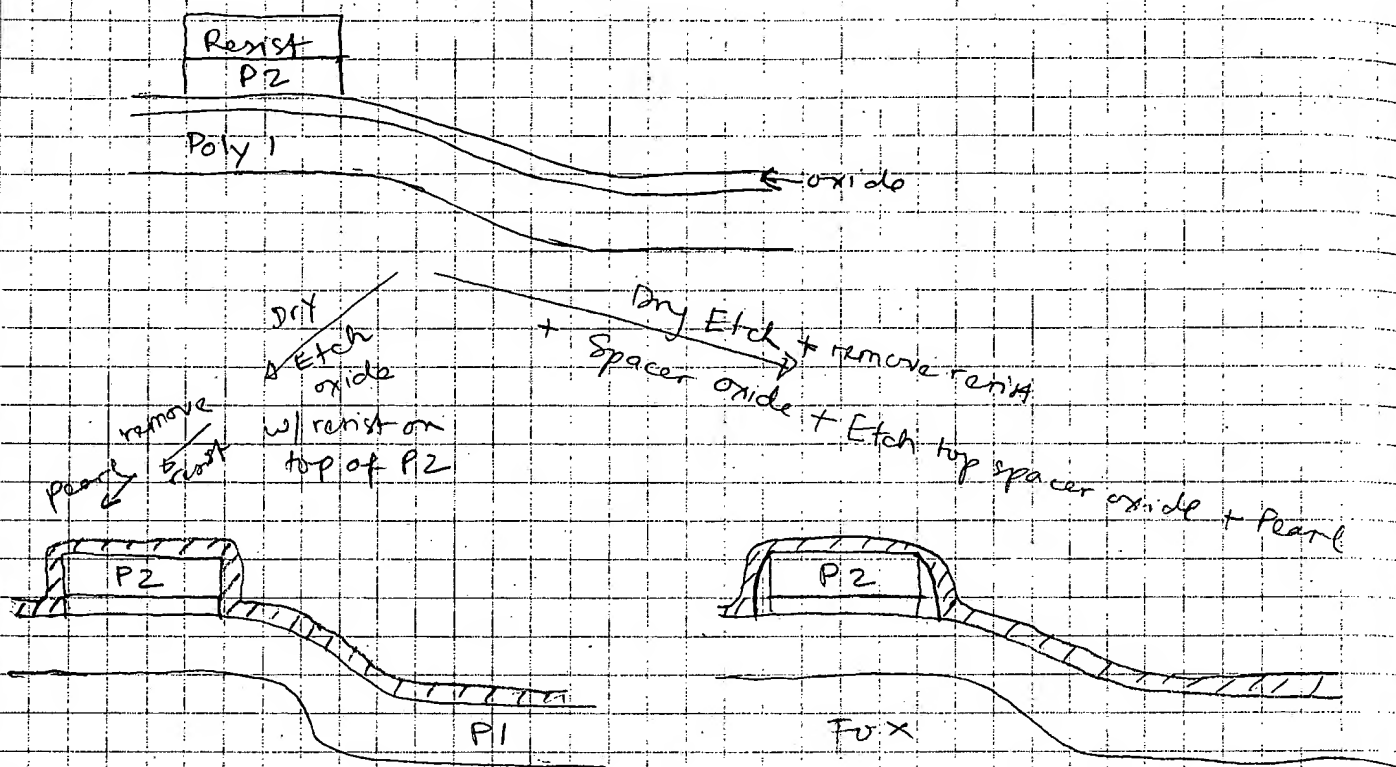 Resist
P2
Poly 1
oxide
Dry
Etch
oxide
w/ resist on
top of P2
remove
resist
pearl
Dry Etch + remove resist
+ Spacer oxide + Etch top spacer oxide + Pearl
P2
P1
P2
Fox